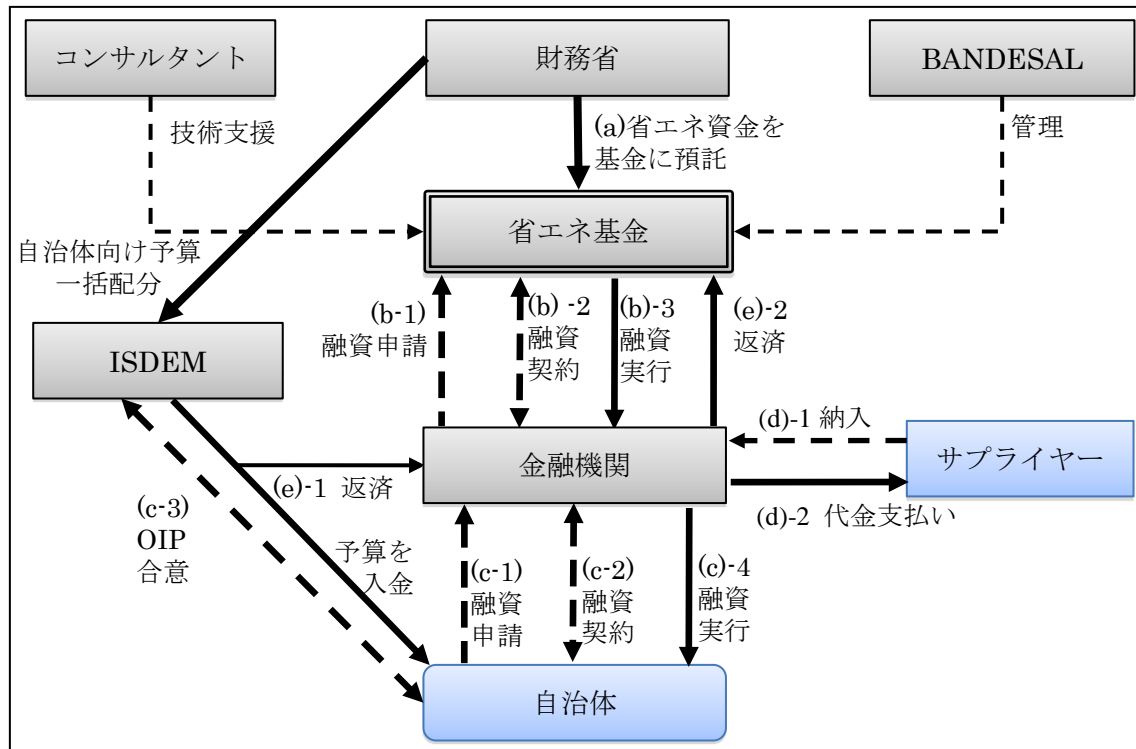 コンサルタント
財務省
BANDESAL
技術支援
(a)省エネ資金を
基金に預託
管理
省エネ基金
自治体向け予算
一括配分
(b-1)
融資申請
(b) -2
融資
契約
(b)-3
融資
実行
(e)-2
返済
ISDEM
(d)-1 納入
金融機関
サプライヤー
(e)-1 返済
(d)-2 代金支払い
(c-3)
OIP
合意
予算を
入金
(c-1)
融資
申請
(c-2)
融資
契約
(c)-4
融資
実行
自治体